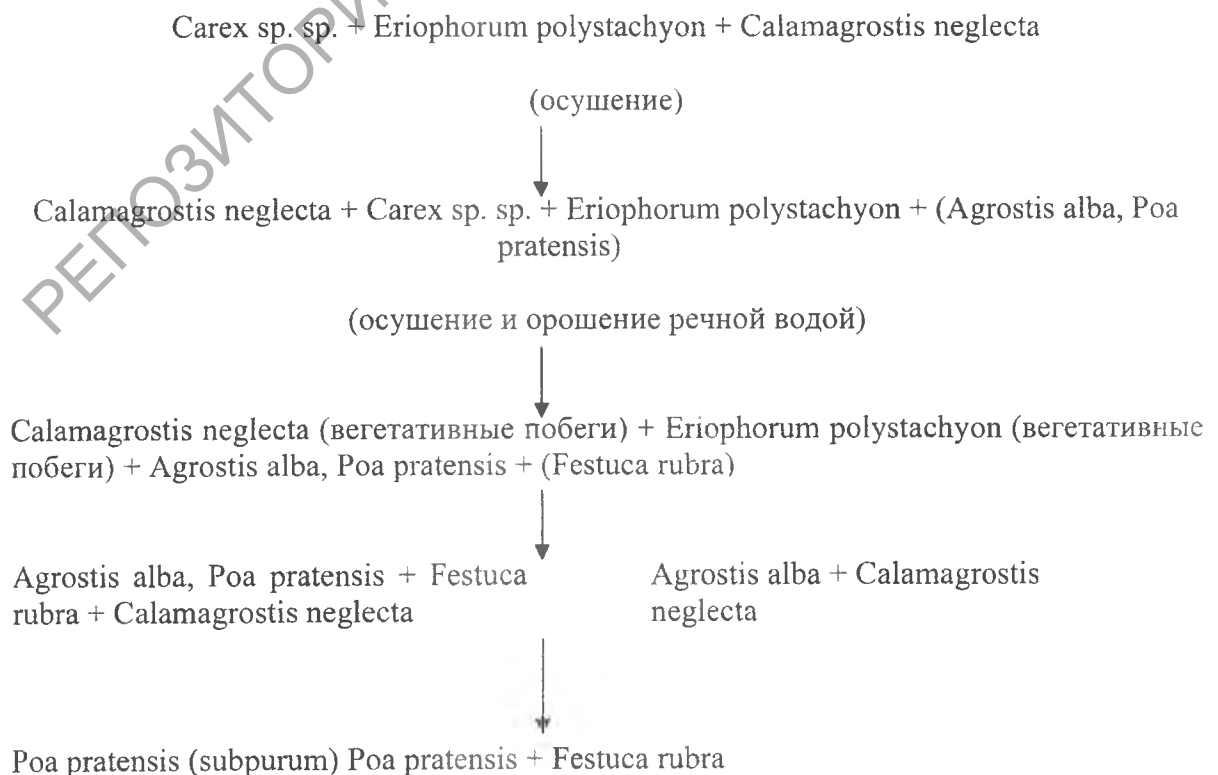 Carex sp. sp. + Eriophorum polystachyon + Calamagrostis neglecta
(осушение)
Calamagrostis neglecta + Carex sp. sp. + Eriophorum polystachyon + (Agrostis alba, Poa
pratensis)
(осушение и орошение речной водой)
Calamagrostis neglecta (вегетативные побеги) + Eriophorum polystachyon (вегетативные
побеги) + Agrostis alba, Poa pratensis + (Festuca rubra)
Agrostis alba, Poa pratensis + Festuca
rubra + Calamagrostis neglecta
Agrostis alba + Calamagrostis
neglecta
Poa pratensis (subpurum) Poa pratensis + Festuca rubra
РЕПОЗИТОРИ